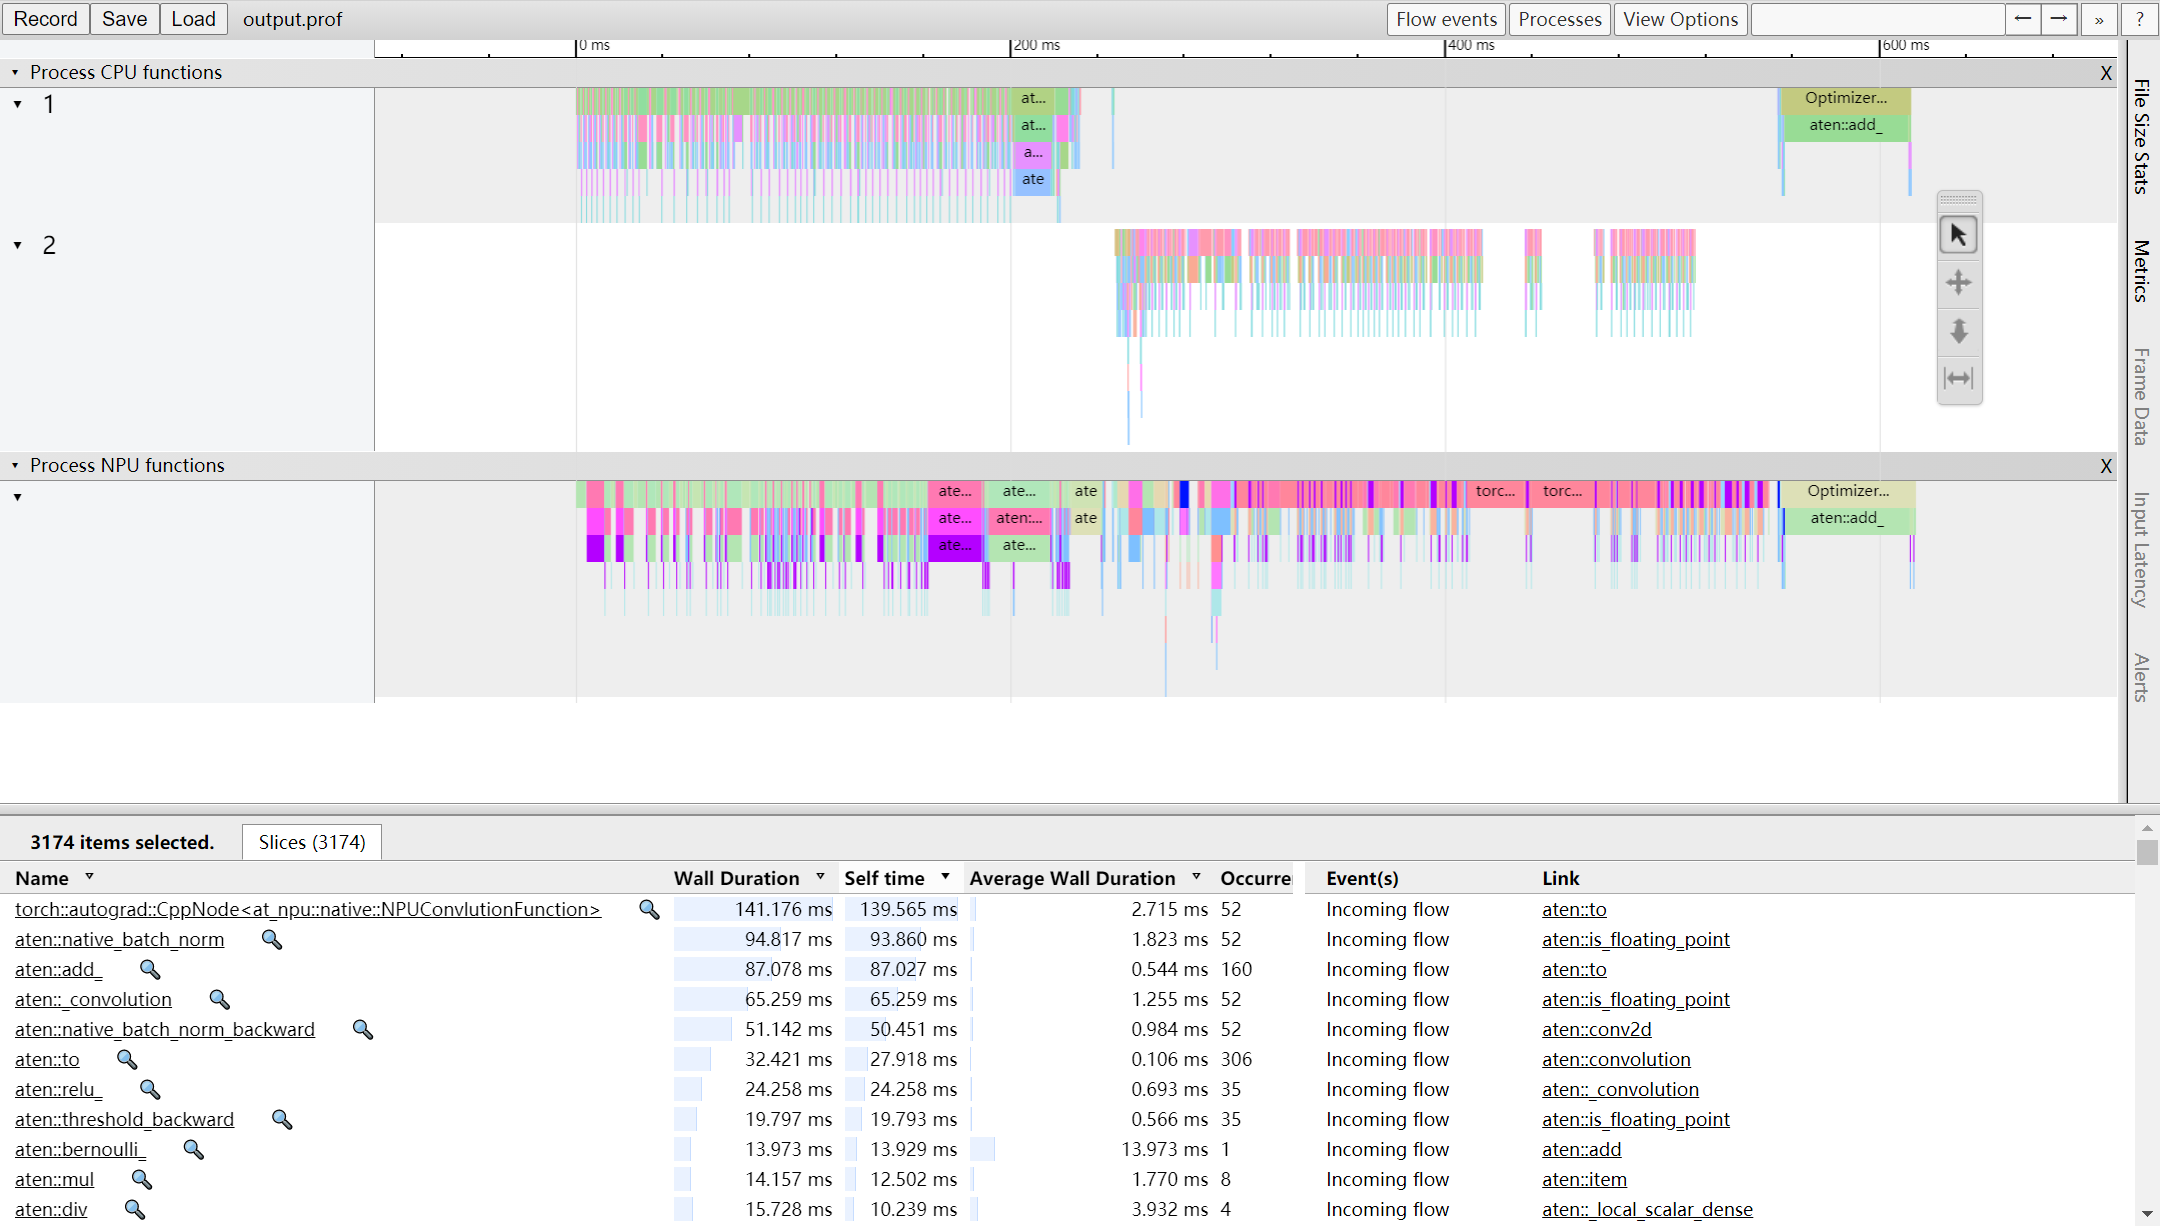 Record Save Load output.prof Flow events Processes View Options ← → » ?
0 ms 200 ms 400 ms 600 ms
Process CPU functions X
1
at... Optimizer...
at... aten::add_
a...
ate
2
Process NPU functions X
ate... ate... ate torc... torc... Optimizer...
ate... aten:... ate aten::add_
ate... ate...
File Size Stats
Metrics
Frame Data
Input Latency
Alerts
3174 items selected. Slices (3174)
Name Wall Duration Self time Average Wall Duration Occurre Event(s) Link
torch::autograd::CppNode<at_npu::native::NPUConvlutionFunction> 141.176 ms 139.565 ms 2.715 ms 52 Incoming flow aten::to
aten::native_batch_norm 94.817 ms 93.860 ms 1.823 ms 52 Incoming flow aten::is_floating_point
aten::add_ 87.078 ms 87.027 ms 0.544 ms 160 Incoming flow aten::to
aten::_convolution 65.259 ms 65.259 ms 1.255 ms 52 Incoming flow aten::is_floating_point
aten::native_batch_norm_backward 51.142 ms 50.451 ms 0.984 ms 52 Incoming flow aten::conv2d
aten::to 32.421 ms 27.918 ms 0.106 ms 306 Incoming flow aten::convolution
aten::relu_ 24.258 ms 24.258 ms 0.693 ms 35 Incoming flow aten::_convolution
aten::threshold_backward 19.797 ms 19.793 ms 0.566 ms 35 Incoming flow aten::is_floating_point
aten::bernoulli_ 13.973 ms 13.929 ms 13.973 ms 1 Incoming flow aten::add
aten::mul 14.157 ms 12.502 ms 1.770 ms 8 Incoming flow aten::item
aten::div 15.728 ms 10.239 ms 3.932 ms 4 Incoming flow aten::_local_scalar_dense